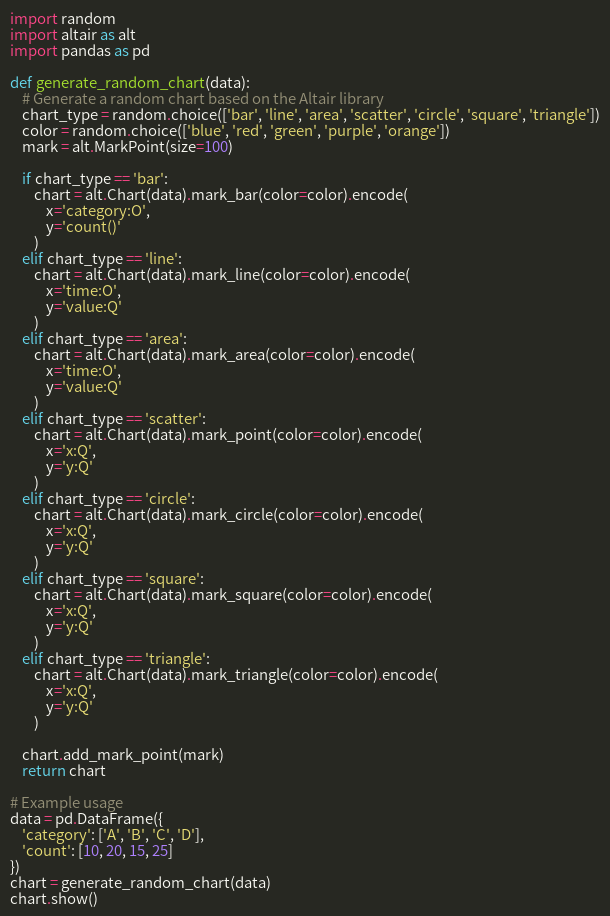 import random
import altair as alt
import pandas as pd

def generate_random_chart(data):
    # Generate a random chart based on the Altair library
    chart_type = random.choice(['bar', 'line', 'area', 'scatter', 'circle', 'square', 'triangle'])
    color = random.choice(['blue', 'red', 'green', 'purple', 'orange'])
    mark = alt.MarkPoint(size=100)

    if chart_type == 'bar':
        chart = alt.Chart(data).mark_bar(color=color).encode(
            x='category:O',
            y='count()'
        )
    elif chart_type == 'line':
        chart = alt.Chart(data).mark_line(color=color).encode(
            x='time:O',
            y='value:Q'
        )
    elif chart_type == 'area':
        chart = alt.Chart(data).mark_area(color=color).encode(
            x='time:O',
            y='value:Q'
        )
    elif chart_type == 'scatter':
        chart = alt.Chart(data).mark_point(color=color).encode(
            x='x:Q',
            y='y:Q'
        )
    elif chart_type == 'circle':
        chart = alt.Chart(data).mark_circle(color=color).encode(
            x='x:Q',
            y='y:Q'
        )
    elif chart_type == 'square':
        chart = alt.Chart(data).mark_square(color=color).encode(
            x='x:Q',
            y='y:Q'
        )
    elif chart_type == 'triangle':
        chart = alt.Chart(data).mark_triangle(color=color).encode(
            x='x:Q',
            y='y:Q'
        )

    chart.add_mark_point(mark)
    return chart

# Example usage
data = pd.DataFrame({
    'category': ['A', 'B', 'C', 'D'],
    'count': [10, 20, 15, 25]
})
chart = generate_random_chart(data)
chart.show()